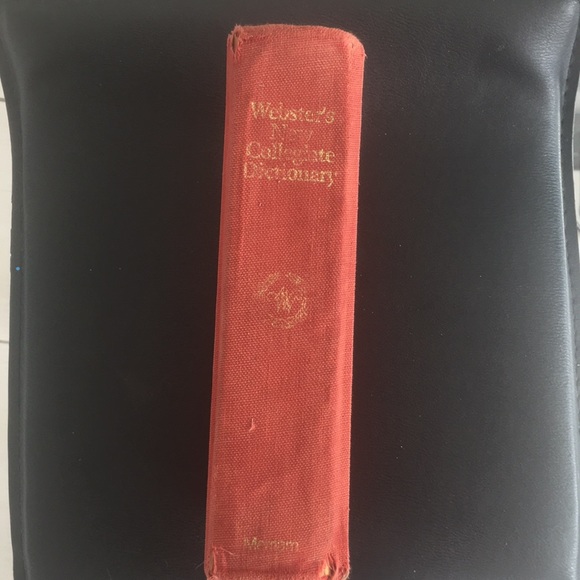 Webster's
New
Collegiate
Dictionary
Merriam